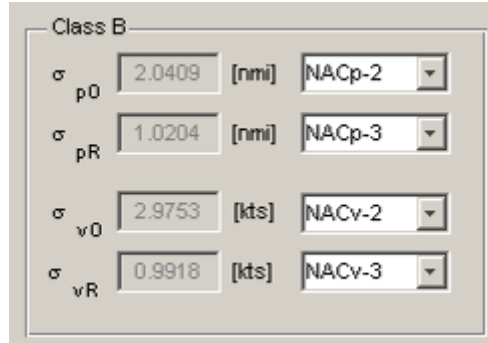 Class B
σ p0 2.0409 [nmi] NACp-2
σ pR 1.0204 [nmi] NACp-3
σ v0 2.9753 [kts] NACv-2
σ vR 0.9918 [kts] NACv-3